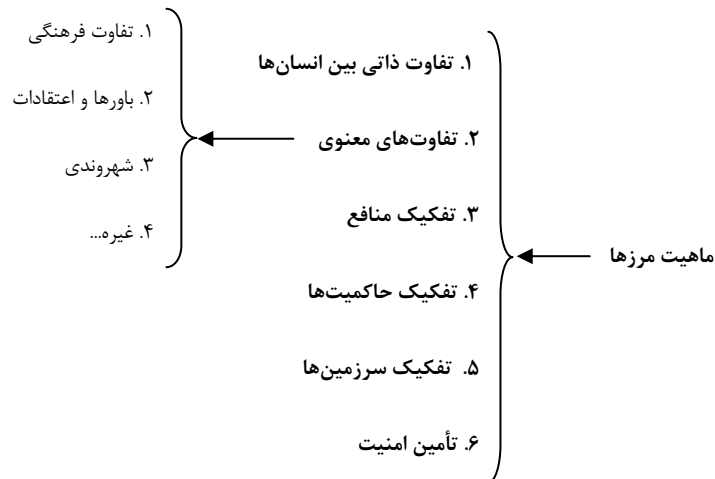 ماهیت مرزها
۱. تفاوت ذاتی بین انسان‌ها
۲. تفاوت‌های معنوی
۳. تفکیک منافع
۴. تفکیک حاکمیت‌ها
۵. تفکیک سرزمین‌ها
۶. تأمین امنیت
۱. تفاوت فرهنگی
۲. باورها و اعتقادات
۳. شهروندی
۴. غیره...